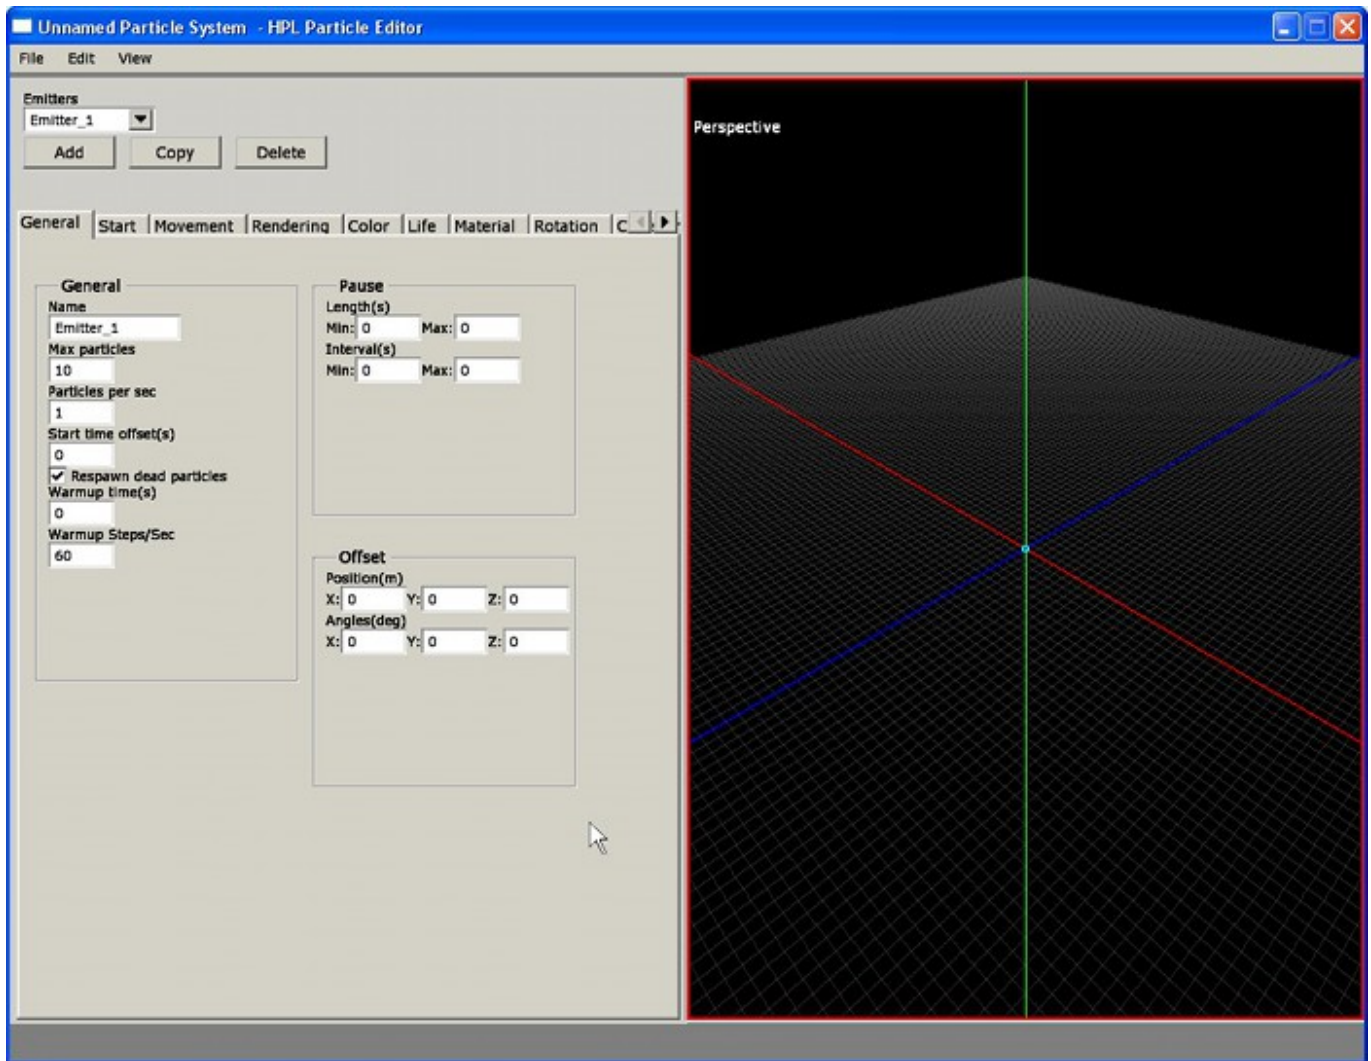 Unnamed Particle System - HPL Particle Editor
File Edit View
Emitters
Emitter_1
Add Copy Delete
General Start Movement Rendering Color Life Material Rotation C
General
Name
Emitter_1
Max particles
10
Particles per sec
1
Start time offset(s)
0
Respawn dead particles
Warmup time(s)
0
Warmup Steps/Sec
60
Pause
Length(s)
Min: 0 Max: 0
Interval(s)
Min: 0 Max: 0
Offset
Position(m)
X: 0 Y: 0 Z: 0
Angles(deg)
X: 0 Y: 0 Z: 0
Perspective